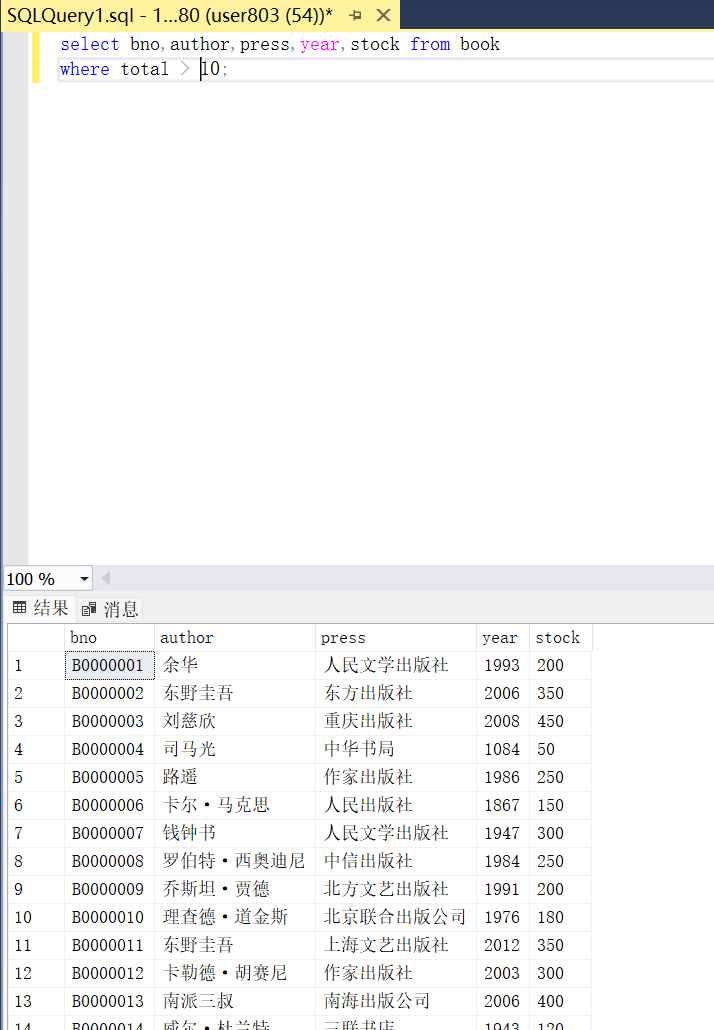 SQLQuery1.sql - 1...80 (user803 (54))*
select bno,author,press,year,stock from book
where total > 10;
100 %
结果 消息
bno author press year stock
1 B0000001 余华 人民文学出版社 1993 200
2 B0000002 东野圭吾 东方出版社 2006 350
3 B0000003 刘慈欣 重庆出版社 2008 450
4 B0000004 司马光 中华书局 1084 50
5 B0000005 路遥 作家出版社 1986 250
6 B0000006 卡尔·马克思 人民出版社 1867 150
7 B0000007 钱钟书 人民文学出版社 1947 300
8 B0000008 罗伯特·西奥迪尼 中信出版社 1984 250
9 B0000009 乔斯坦·贾德 北方文艺出版社 1991 200
10 B0000010 理查德·道金斯 北京联合出版公司 1976 180
11 B0000011 东野圭吾 上海文艺出版社 2012 350
12 B0000012 卡勒德·胡赛尼 作家出版社 2003 300
13 B0000013 南派三叔 南海出版公司 2006 400
14 B0000014 威尔·杜兰特 三联书店 1943 120